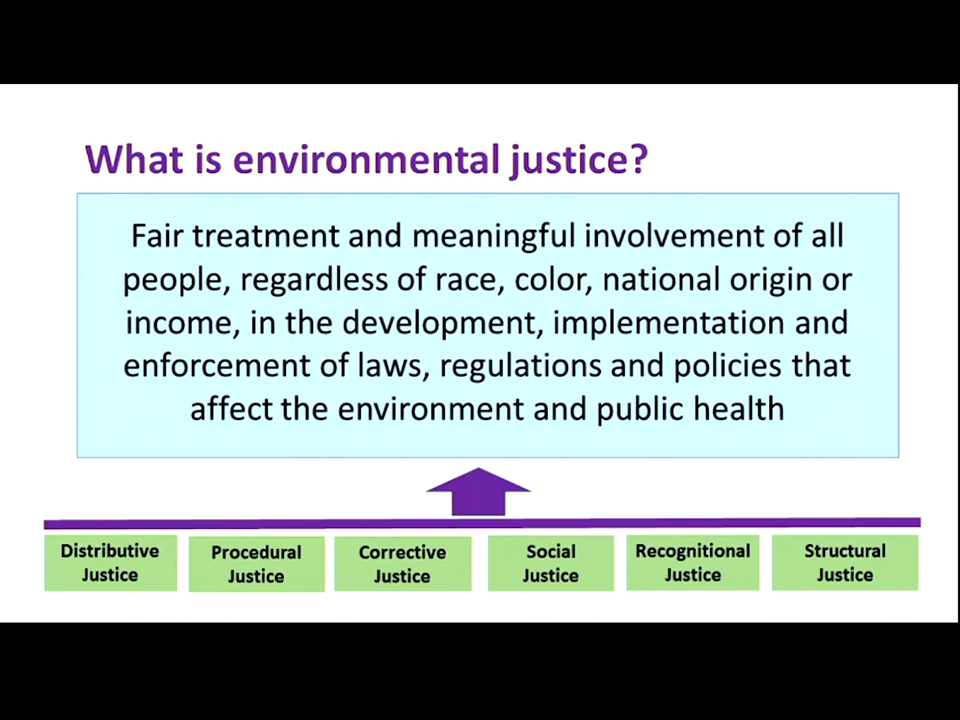 What is environmental justice?
Fair treatment and meaningful involvement of all
people, regardless of race, color, national origin or
income, in the development, implementation and
enforcement of laws, regulations and policies that
affect the environment and public health
Distributive
Justice
Procedural
Justice
Corrective
Justice
Social
Justice
Recognitional
Justice
Structural
Justice